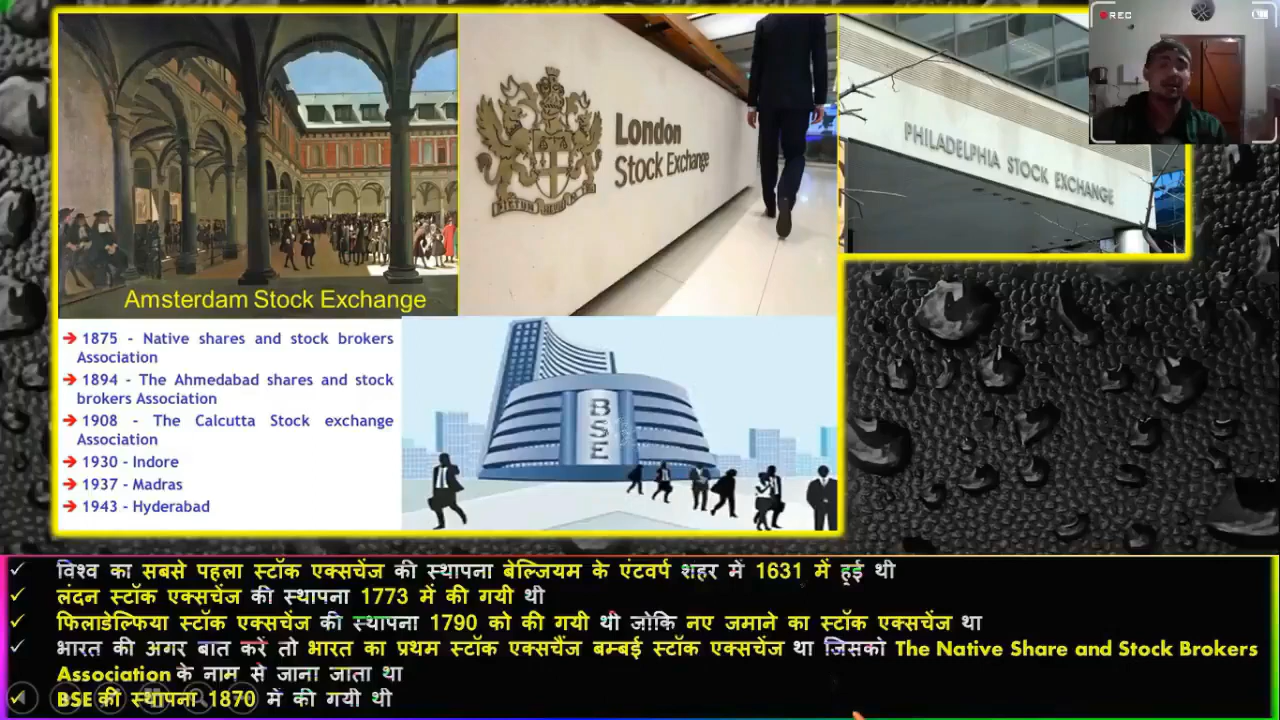 REC
London
Stock Exchange
PHILADELPHIA STOCK EXCHANGE
Amsterdam Stock Exchange
➔ 1875 - Native shares and stock brokers
Association
➔ 1894 - The Ahmedabad shares and stock
brokers Association
➔ 1908 - The Calcutta Stock exchange
Association
➔ 1930 - Indore
➔ 1937 - Madras
➔ 1943 - Hyderabad
BSE
✓ विश्व का सबसे पहला स्टॉक एक्सचेंज की स्थापना बेल्जियम के एंटवर्प शहर में 1631 में हुई थी
✓ लंदन स्टॉक एक्सचेंज की स्थापना 1773 में की गयी थी
✓ फिलाडेल्फिया स्टॉक एक्सचेंज की स्थापना 1790 को की गयी थी जोकि नए जमाने का स्टॉक एक्सचेंज था
✓ भारत की अगर बात करें तो भारत का प्रथम स्टॉक एक्सचैंज बम्बई स्टॉक एक्सचेंज था जिसको The Native Share and Stock Brokers
Association के नाम से जाना जाता था
✓ BSE की स्थापना 1870 में की गयी थी